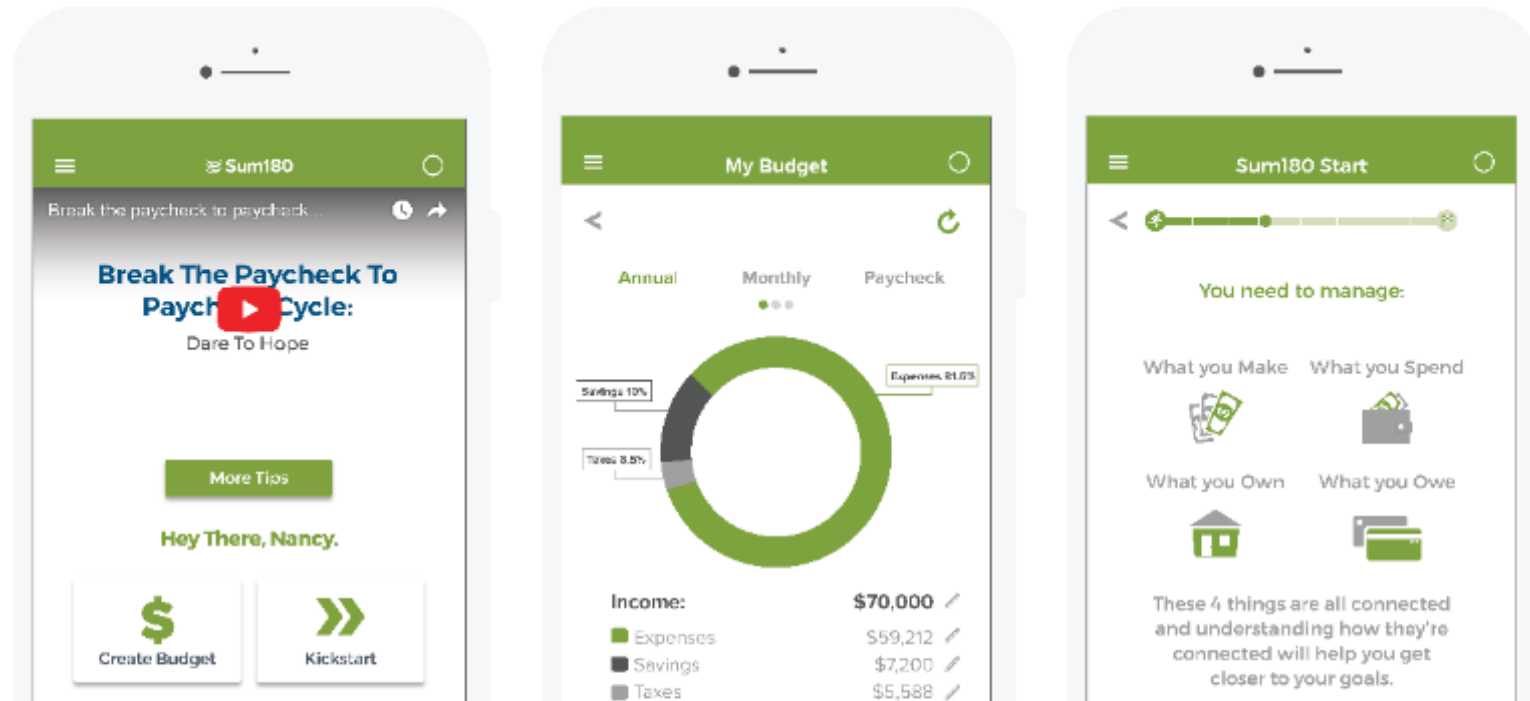 Sum180
Break the paycheck to paycheck...
Break The Paycheck To
Paych Cycle:
Dare To Hope
More Tips
Hey There, Nancy.
Create Budget
Kickstart
My Budget
Annual
Monthly
Paycheck
Savings 10%
Expenses 81.5%
Taxes 8.5%
Income: $70,000
Expenses $59,212
Savings $7,200
Taxes $5,588
Sum180 Start
You need to manage:
What you Make
What you Spend
What you Own
What you Owe
These 4 things are all connected
and understanding how they're
connected will help you get
closer to your goals.